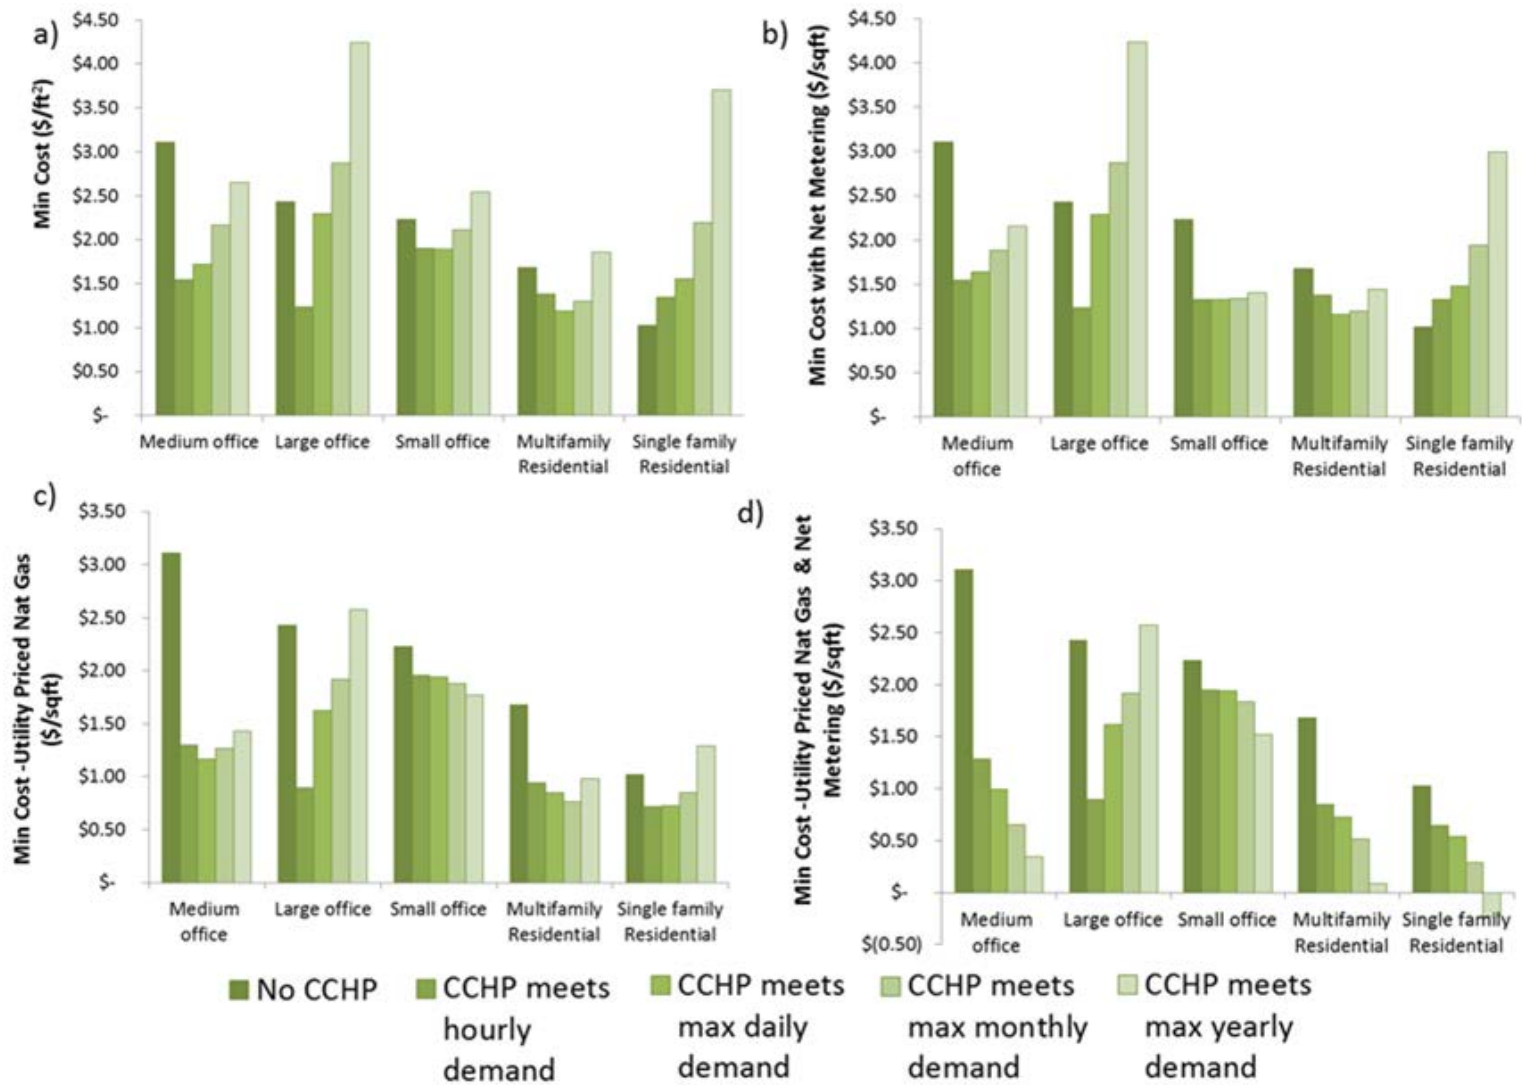 a)
Min Cost ($/ft²)
$4.50
$4.00
$3.50
$3.00
$2.50
$2.00
$1.50
$1.00
$0.50
$-
Medium office
Large office
Small office
Multifamily
Residential
Single family
Residential
b)
Min Cost with Net Metering ($/sqft)
$4.50
$4.00
$3.50
$3.00
$2.50
$2.00
$1.50
$1.00
$0.50
$-
Medium
office
Large office
Small office
Multifamily
Residential
Single family
Residential
c)
Min Cost -Utility Priced Nat Gas
($/sqft)
$3.50
$3.00
$2.50
$2.00
$1.50
$1.00
$0.50
$-
Medium
office
Large office
Small office
Multifamily
Residential
Single family
Residential
d)
Min Cost -Utility Priced Nat Gas & Net
Metering ($/sqft)
$3.50
$3.00
$2.50
$2.00
$1.50
$1.00
$0.50
$-
$(0.50)
Medium
office
Large office
Small office
Multifamily
Residential
Single family
Residential
No CCHP
CCHP meets
hourly
demand
CCHP meets
max daily
demand
CCHP meets
max monthly
demand
CCHP meets
max yearly
demand